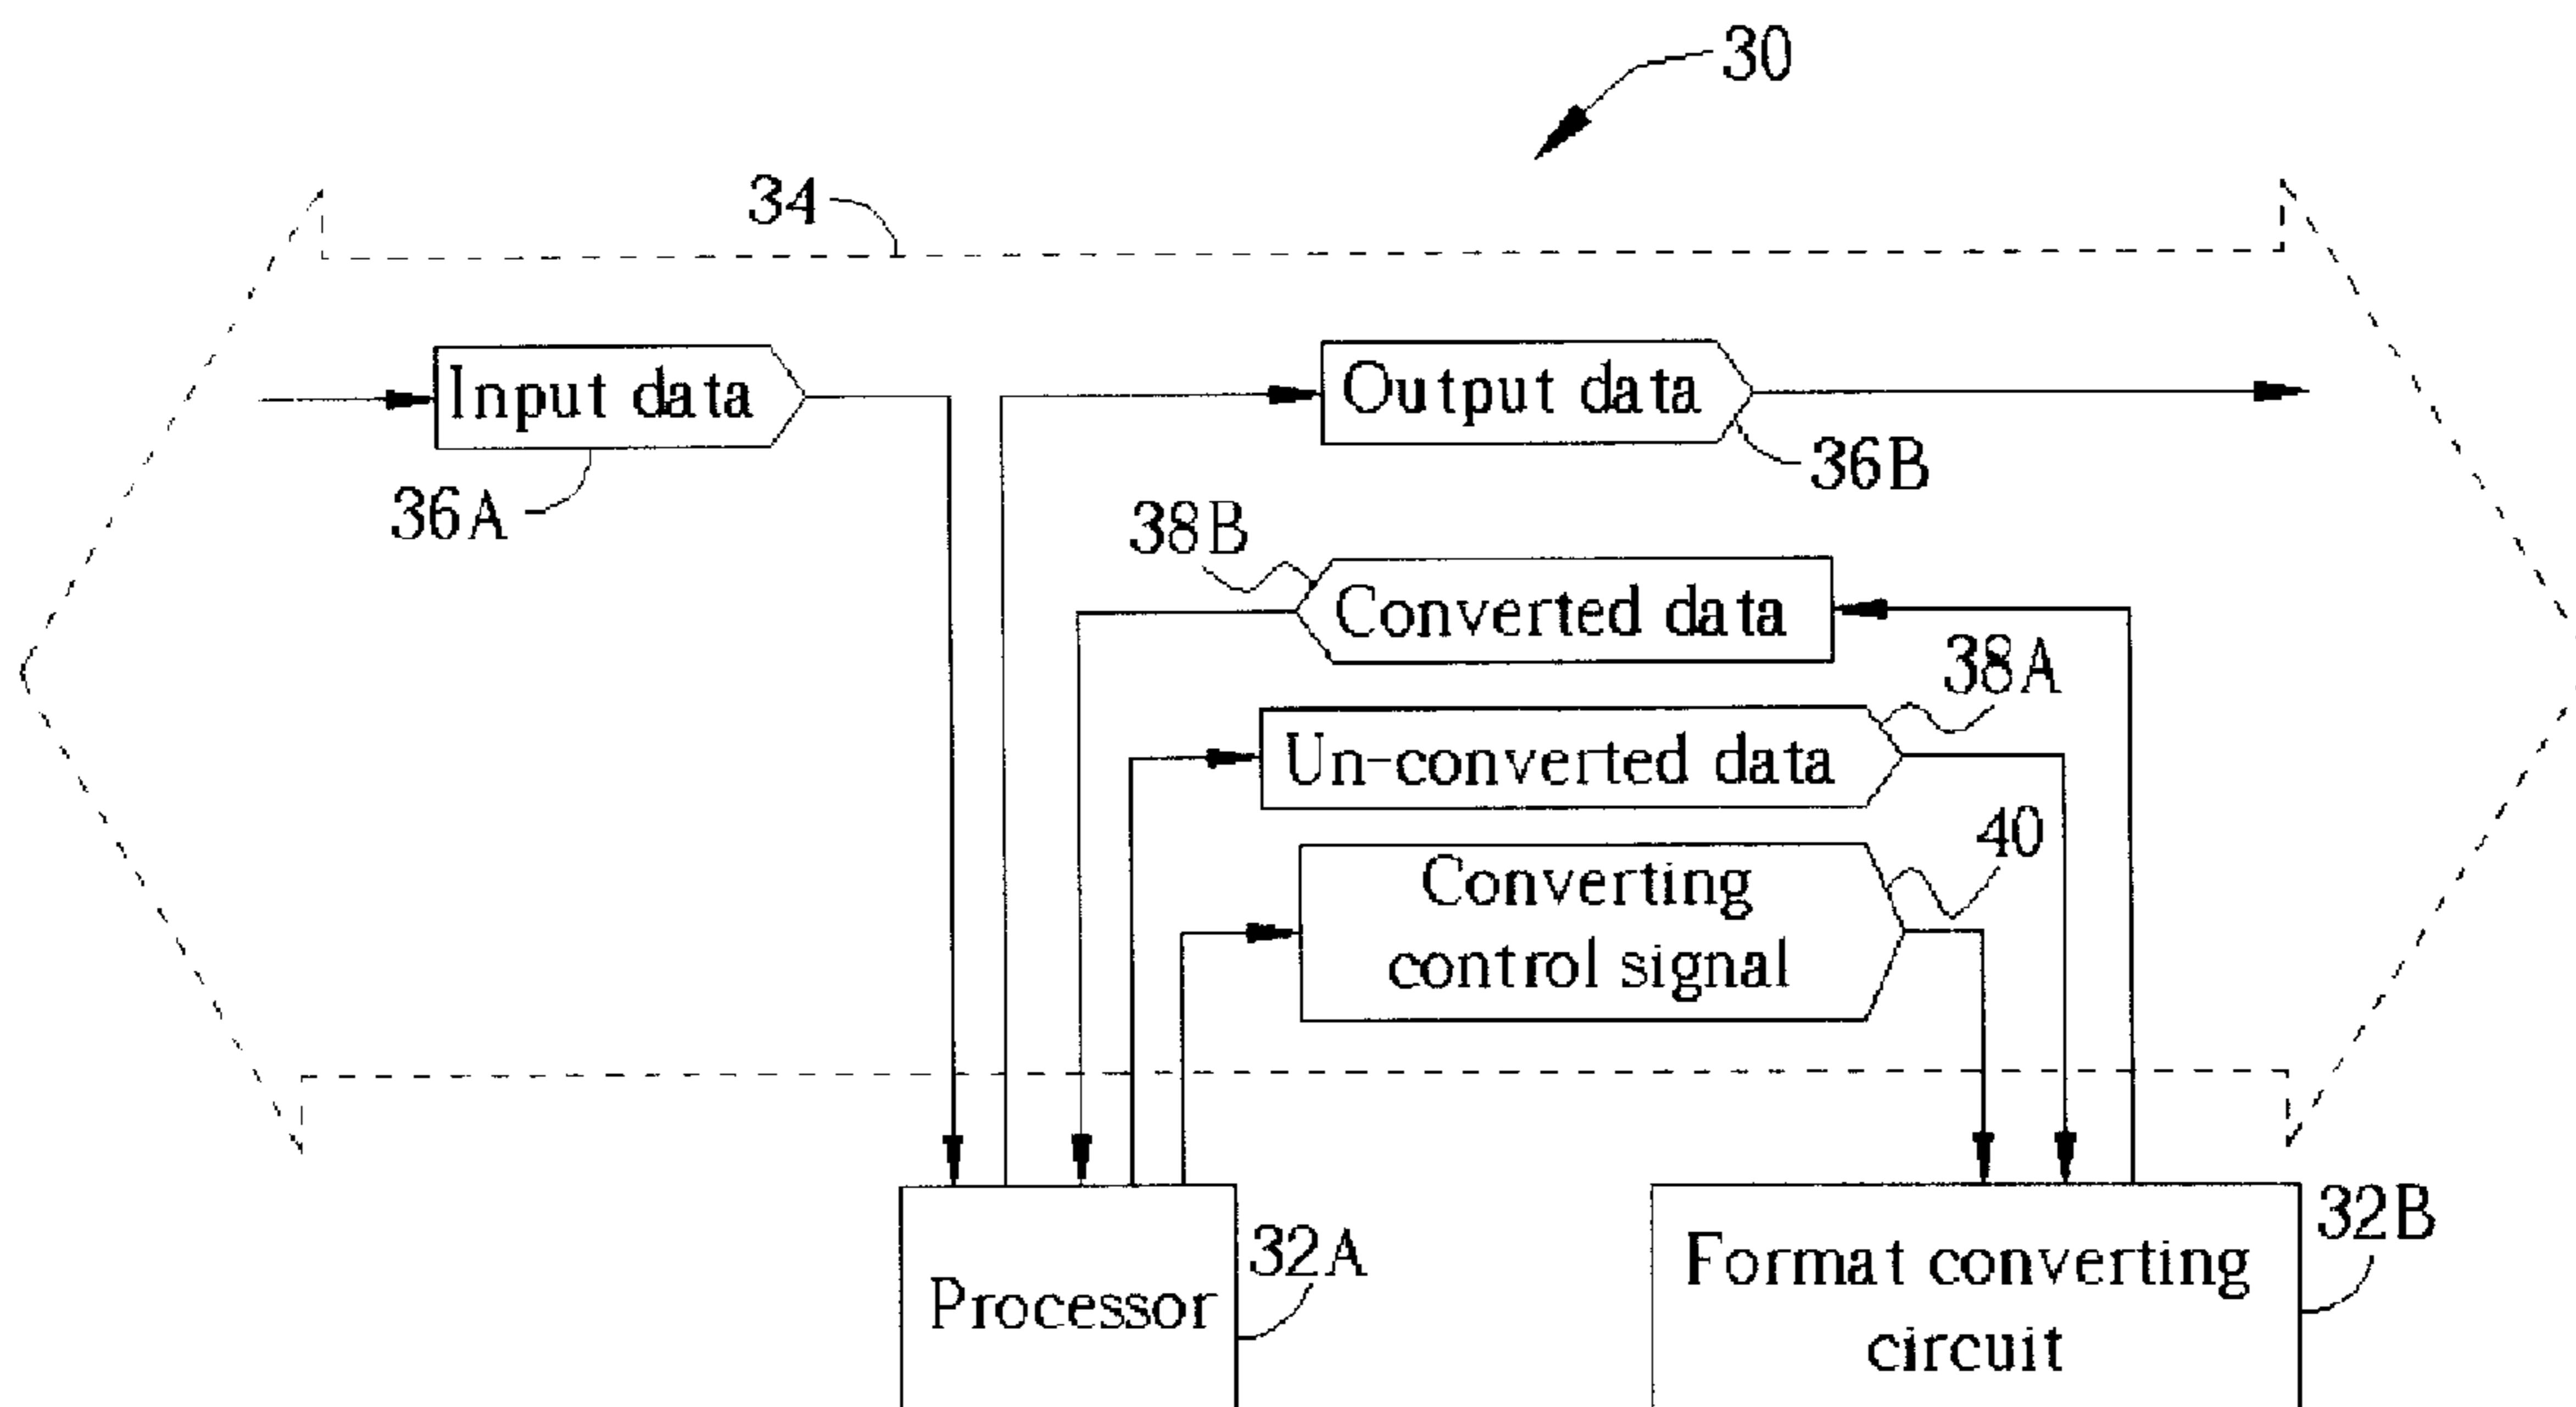 30
34
Input data
Output data
36A
36B
38B
Converted data
38A
Un-converted data
40
Converting
control signal
32A
32B
Processor
Format converting
circuit